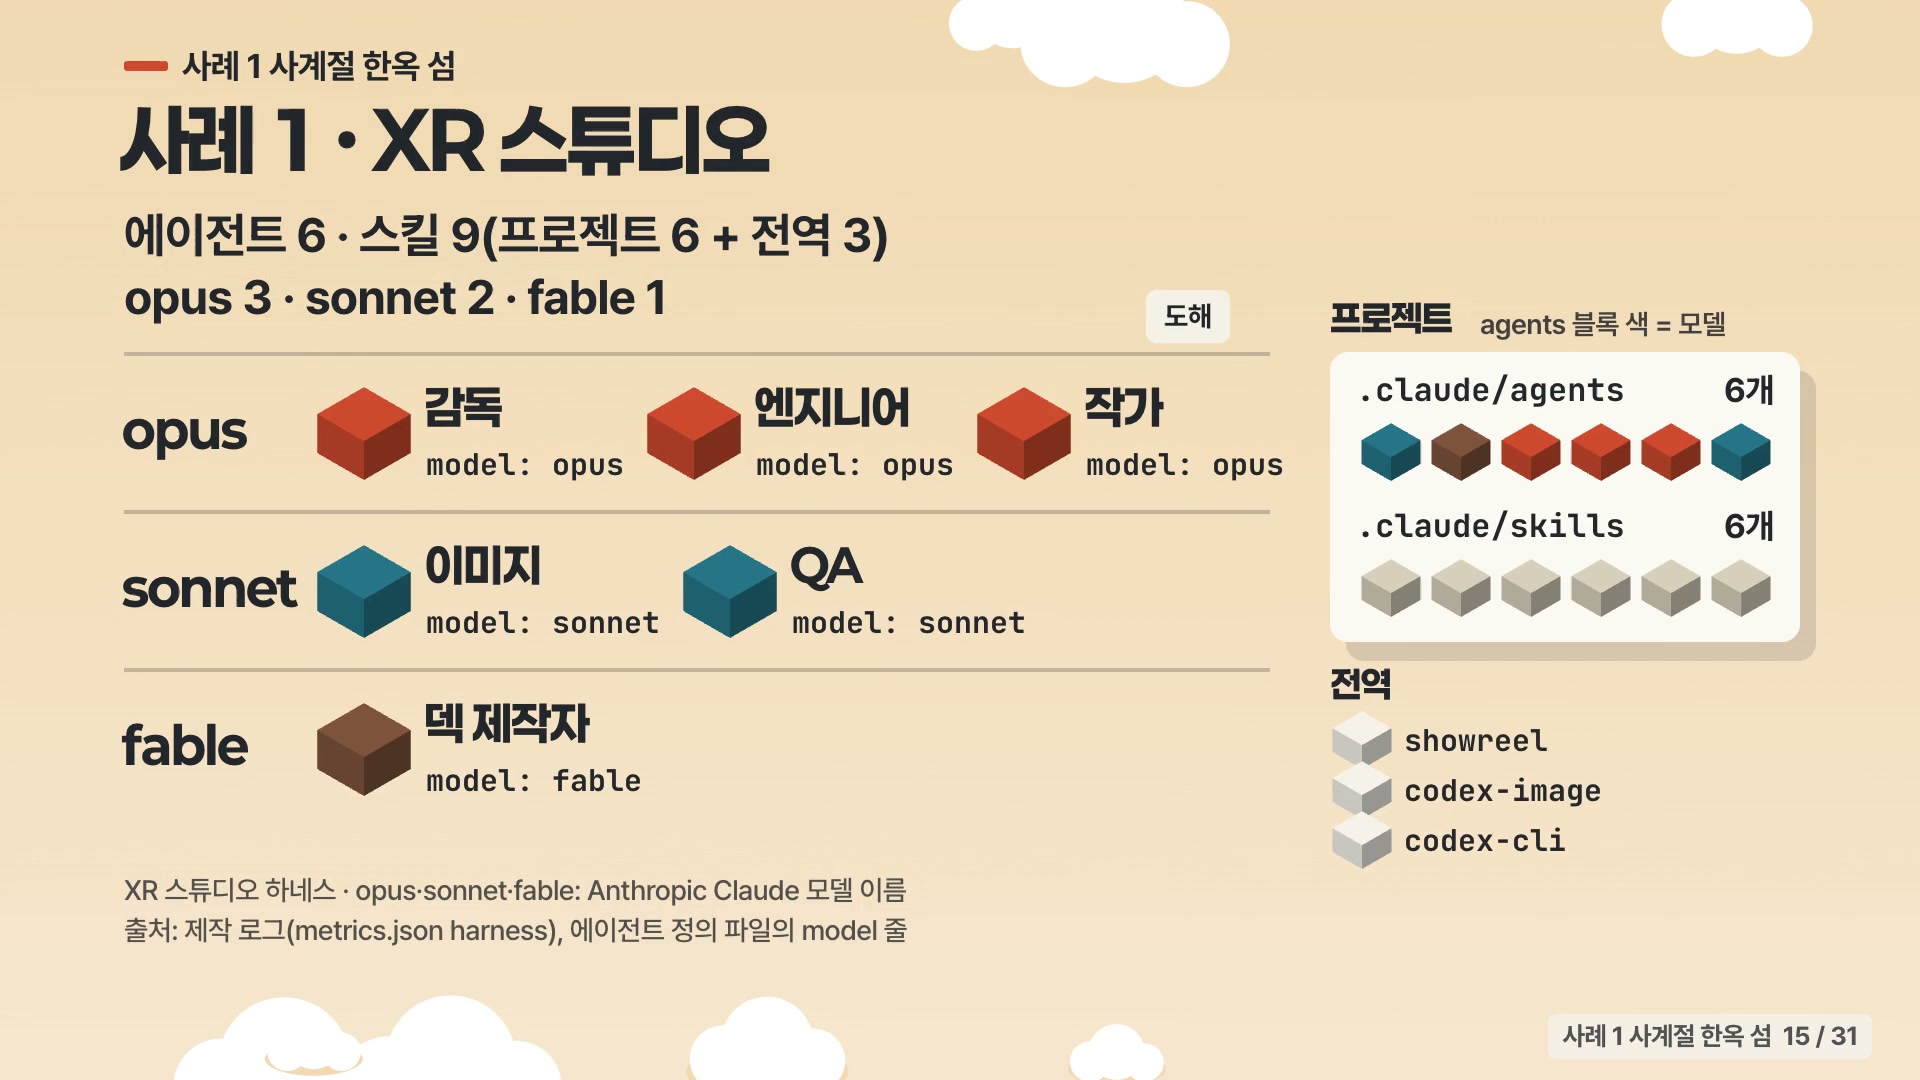 사례 1 사계절 한옥 섬
사례 1 · XR 스튜디오
에이전트 6 · 스킬 9(프로젝트 6 + 전역 3)
opus 3 · sonnet 2 · fable 1
도해
opus
감독
model: opus
엔지니어
model: opus
작가
model: opus
sonnet
이미지
model: sonnet
QA
model: sonnet
fable
덱 제작자
model: fable
프로젝트
agents 블록 색 = 모델
.claude/agents 6개
.claude/skills 6개
전역
showreel
codex-image
codex-cli
XR 스튜디오 하네스 · opus·sonnet·fable: Anthropic Claude 모델 이름
출처: 제작 로그(metrics.json harness), 에이전트 정의 파일의 model 줄
사례 1 사계절 한옥 섬 15 / 31